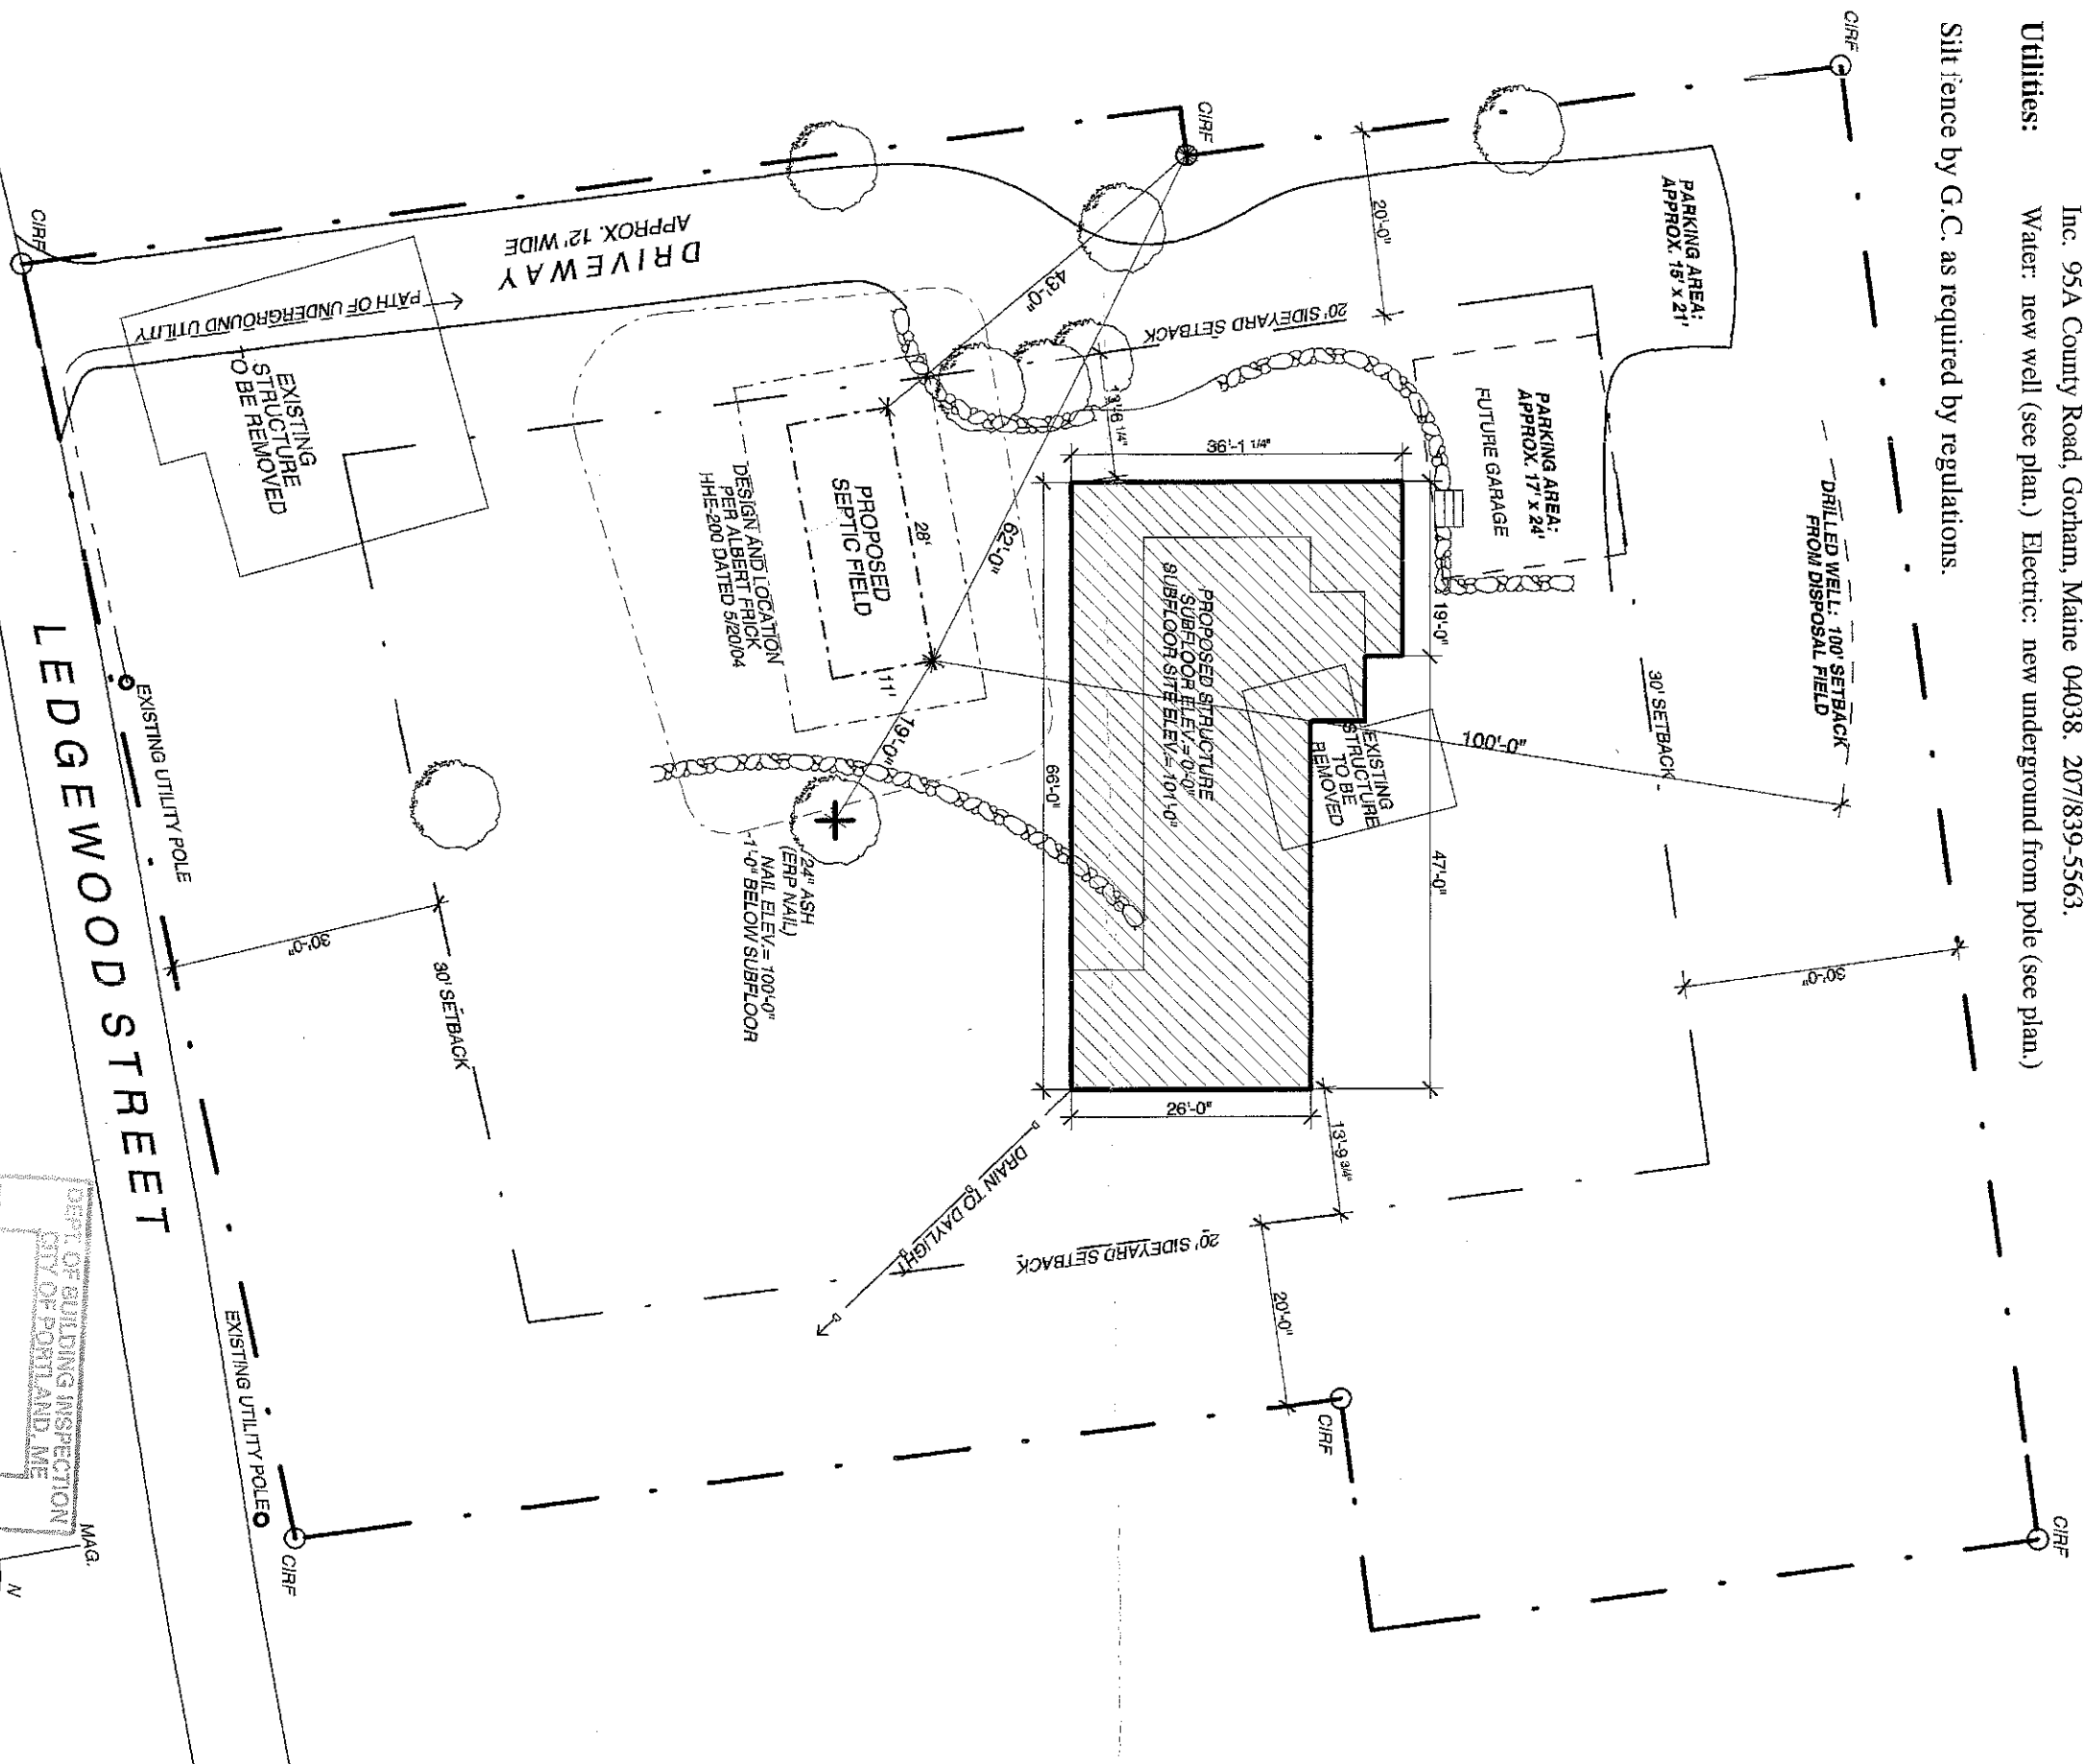 Inc. 95A County Road, Gorham, Maine 04038. 207/839-5563.
Utilities: Water: new well (see plan.) Electric: new underground from pole (see plan.)
Silt fence by G.C. as required by regulations.
CIRF
CIRF
CIRF
CIRF
CIRF
CIRF
PARKING AREA:
APPROX. 15' x 21'
DRILLED WELL: 100' SETBACK
FROM DISPOSAL FIELD
30'-0"
30' SETBACK
20'-0"
20' SIDEYARD SETBACK
PARKING AREA:
APPROX. 17' x 24'
FUTURE GARAGE
19'-0"
47'-0"
100'-0"
36'-1 1/4"
EXISTING
STRUCTURE
TO BE
REMOVED
PROPOSED STRUCTURE
SUBFLOOR ELEV.= 0'-0"
SUBFLOOR SITE ELEV.= 101'-0"
13'-6 1/4"
13'-9 3/4"
26'-0"
66'-0"
43'-0"
62'-0"
19'-0"
28'
11'
PROPOSED
SEPTIC FIELD
DESIGN AND LOCATION
PER ALBERT FRICK
HHE-200 DATED 5/20/04
24" ASH
(ERP NAIL)
NAIL ELEV.= 100'-0"
-1'-0" BELOW SUBFLOOR
DRAIN TO DAYLIGHT
20' SIDEYARD SETBACK
20'-0"
DRIVEWAY
APPROX. 12' WIDE
PATH OF UNDERGROUND UTILITY
EXISTING
STRUCTURE
TO BE REMOVED
30' SETBACK
30'-0"
EXISTING UTILITY POLE
EXISTING UTILITY POLE
LEDGEWOOD STREET
DEPT. OF BUILDING INSPECTION
CITY OF PORTLAND, ME
MAG.
N